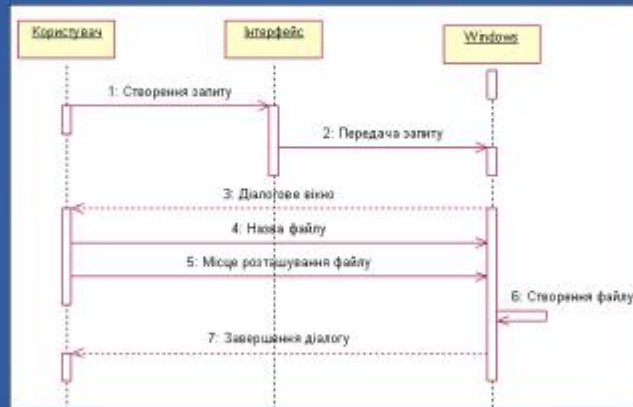 Користувач
Інтерфейс
Windows
1: Створення запиту
2: Передача запиту
3: Діалогове вікно
4: Назва файлу
5: Місце розташування файлу
6: Створення файлу
7: Завершення діалогу